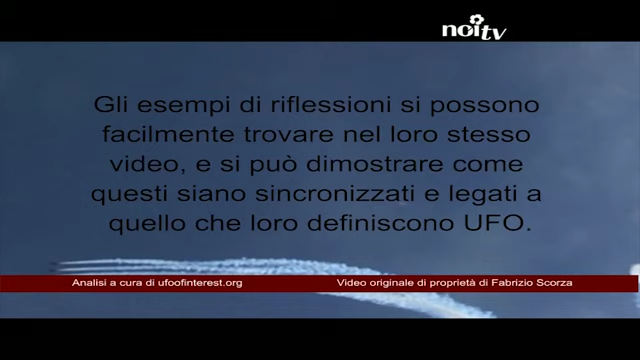 noitv
Gli esempi di riflessioni si possono
facilmente trovare nel loro stesso
video, e si può dimostrare come
questi siano sincronizzati e legati a
quello che loro definiscono UFO.
Analisi a cura di ufoofinterest.org
Video originale di proprietà di Fabrizio Scorza